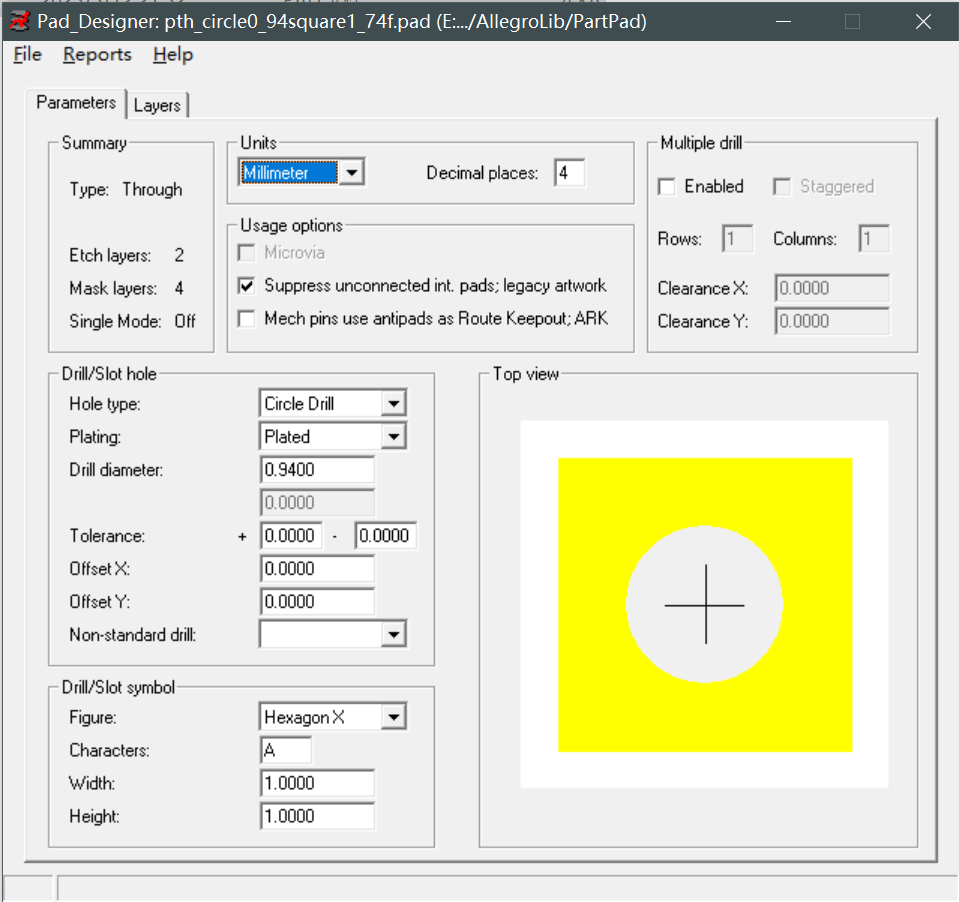 Pad_Designer: pth_circle0_94square1_74f.pad (E:.../AllegroLib/PartPad)
File Reports Help
Parameters Layers
Summary
Type: Through
Etch layers: 2
Mask layers: 4
Single Mode: Off
Units
Millimeter
Decimal places: 4
Usage options
Microvia
Suppress unconnected int. pads; legacy artwork
Mech pins use antipads as Route Keepout; ARK
Multiple drill
Enabled Staggered
Rows: 1 Columns: 1
Clearance X: 0.0000
Clearance Y: 0.0000
Drill/Slot hole
Hole type: Circle Drill
Plating: Plated
Drill diameter: 0.9400
0.0000
Tolerance: + 0.0000 - 0.0000
Offset X: 0.0000
Offset Y: 0.0000
Non-standard drill:
Drill/Slot symbol
Figure: Hexagon X
Characters: A
Width: 1.0000
Height: 1.0000
Top view